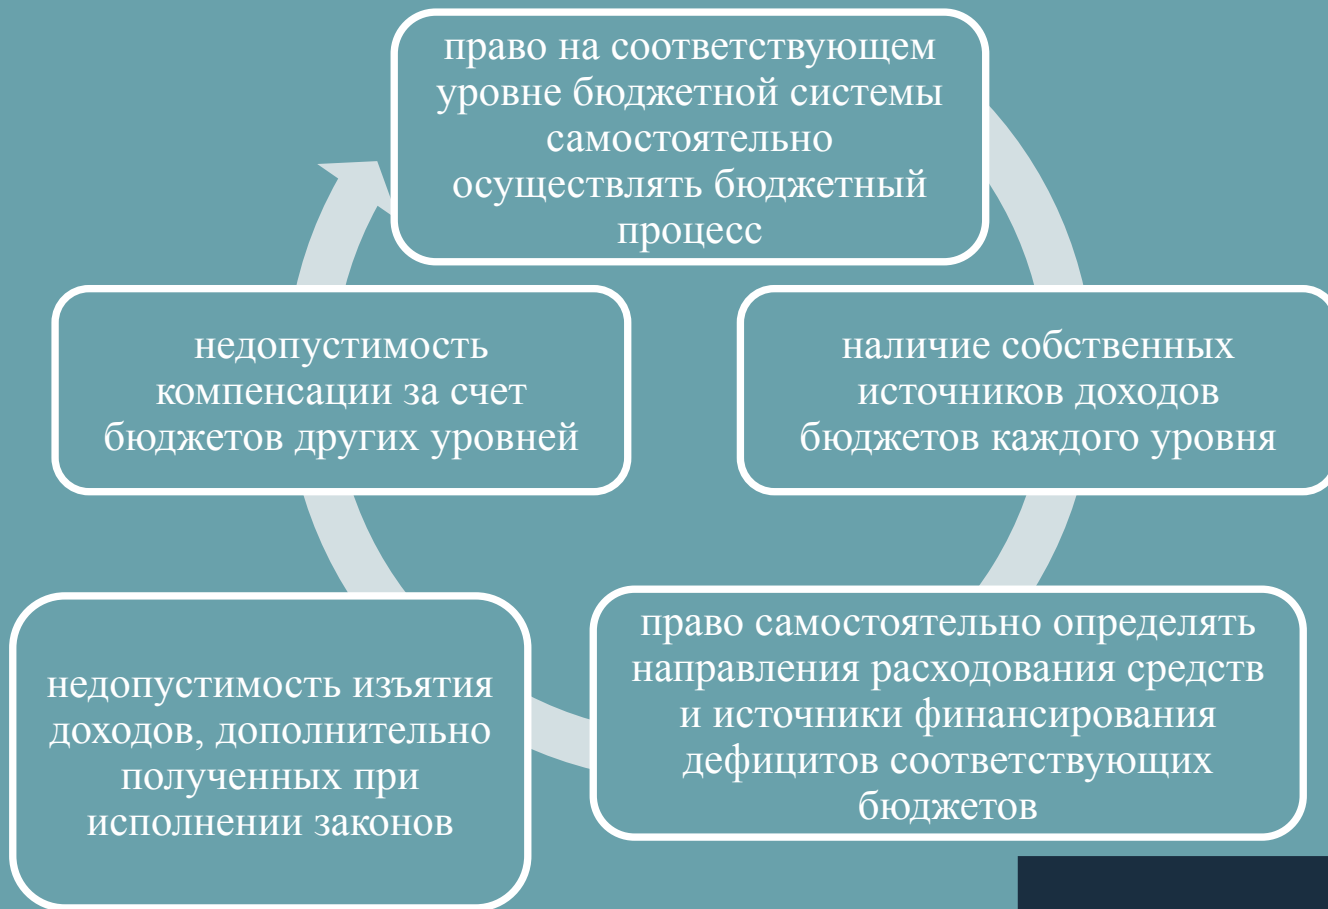 право на соответствующем
уровне бюджетной системы
самостоятельно
осуществлять бюджетный
процесс
наличие собственных
источников доходов
бюджетов каждого уровня
право самостоятельно определять
направления расходования средств
и источники финансирования
дефицитов соответствующих
бюджетов
недопустимость изъятия
доходов, дополнительно
полученных при
исполнении законов
недопустимость
компенсации за счет
бюджетов других уровней